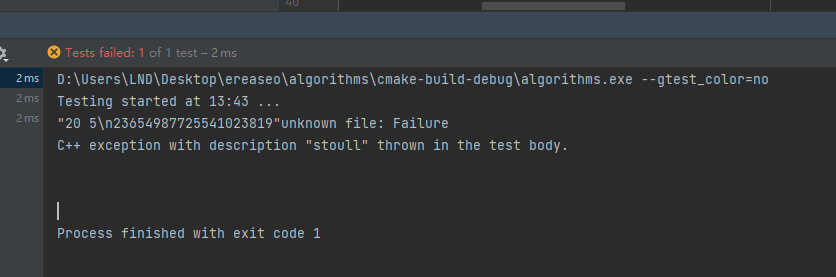 40
Tests failed: 1 of 1 test – 2 ms
2 ms D:\Users\LND\Desktop\ereaseo\algorithms\cmake-build-debug\algorithms.exe --gtest_color=no
2 ms Testing started at 13:43 ...
2 ms "20 5\n23654987725541023819"unknown file: Failure
C++ exception with description "stoull" thrown in the test body.
Process finished with exit code 1